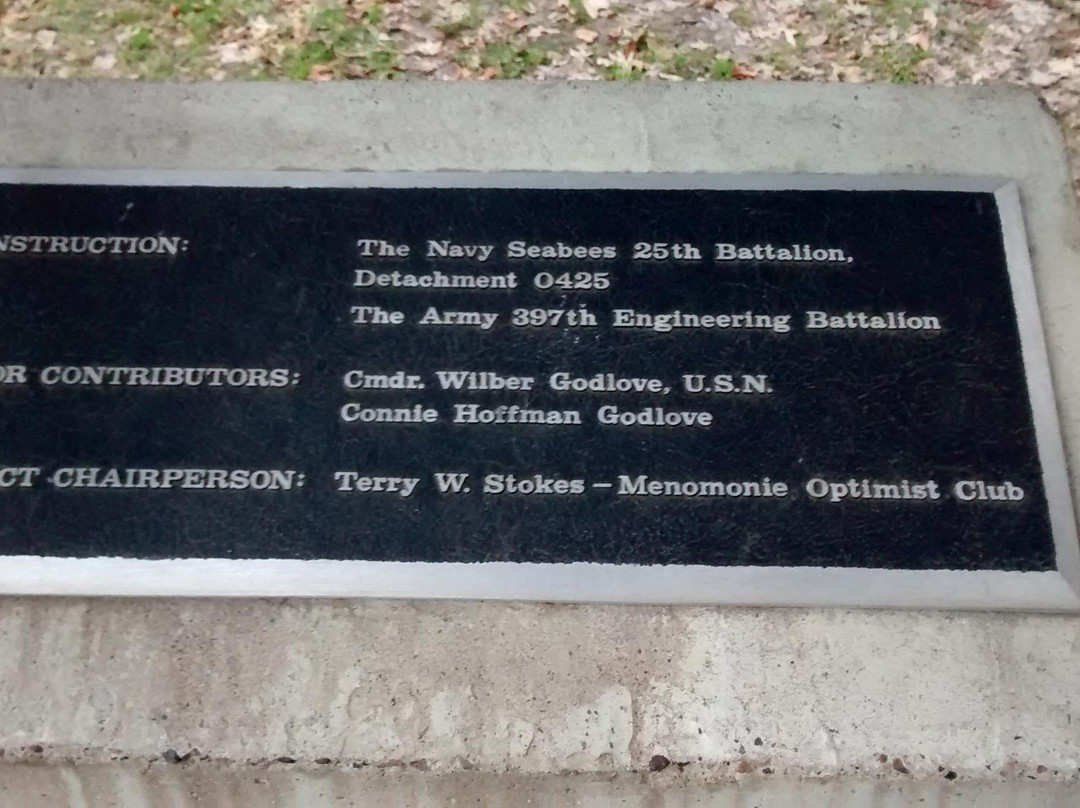 NSTRUCTION: The Navy Seabees 25th Battalion,
Detachment 0425
The Army 397th Engineering Battalion
OR CONTRIBUTORS: Cmdr. Wilber Godlove, U.S.N.
Connie Hoffman Godlove
CT CHAIRPERSON: Terry W. Stokes – Menomonie Optimist Club